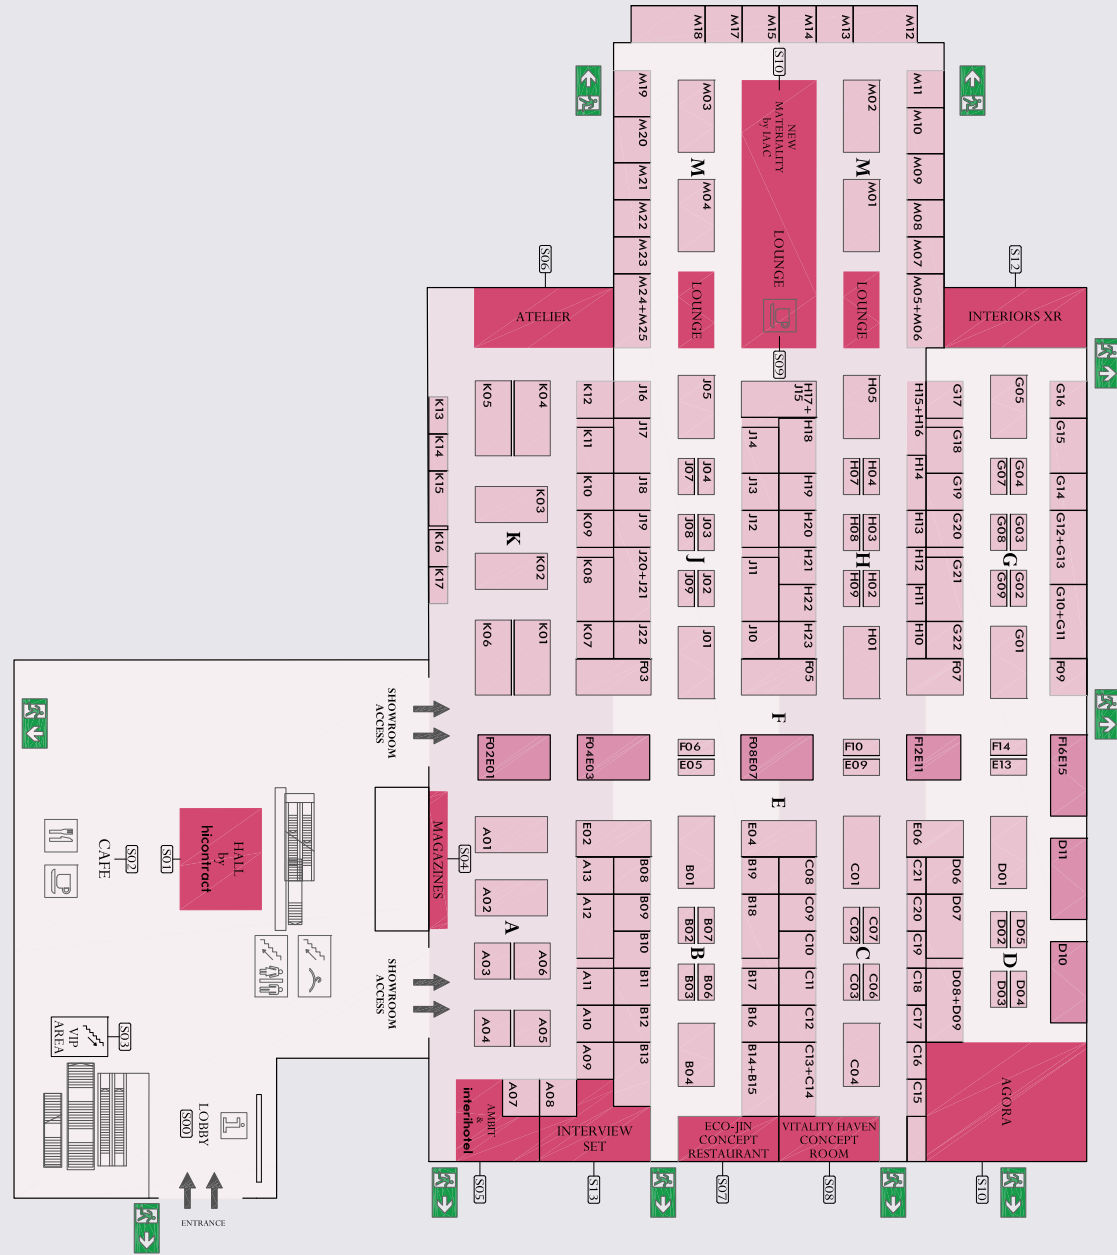 M18
M17
M15
M14
M13
M12
S10
M19
M03
NEW
MATERIALITY
by IAAC
M02
M11
M20
M10
M
M
M21
M04
M01
M09
M22
M08
M23
LOUNGE
M07
S06
S12
M24+M25
LOUNGE
LOUNGE
M05+M06
ATELIER
INTERIORS XR
S09
K05
K04
K12
J16
J05
H17+
J15
H05
H15+H16
G17
G05
G16
K13
K11
J17
J14
H18
G18
G15
K14
K15
K10
J18
J07
J04
J13
H19
H07
H04
H14
G19
G07
G04
G14
K03
K09
J19
J08
J03
J12
H20
H08
H03
H13
G20
G08
G03
G12+G13
K16
K
J
H
G
K17
K02
K08
J20+J21
J09
J02
J11
H21
H22
H09
H02
H12
H11
G21
G09
G02
G10+G11
K06
K01
K07
J22
J01
J10
H23
H01
H10
G22
G01
F03
F05
F07
F09
SHOWROOM
ACCESS
F
F02E01
F04E03
F06
E05
F08E07
F10
E09
F12E11
F14
E13
F16E15
E
A01
E02
B01
E04
C01
E06
D01
D11
MAGAZINES
S04
HALL
by
hicontract
S01
S02
CAFE
A02
A13
A12
B08
B09
B19
B18
C08
C09
C21
C20
D06
D07
B02
B07
C02
C07
D02
D05
A
B
C
D
A03
A06
B10
C10
C19
D10
A11
B11
B03
B06
B17
C11
C03
C06
C18
D08+D09
D03
D04
SHOWROOM
ACCESS
A04
A05
A10
B12
B16
C12
C17
A09
B13
B04
B14+B15
C13+C14
C04
C16
C15
AGORA
VIP
AREA
S03
A07
A08
AMBIT
&
interihotel
INTERVIEW
SET
ECO-JIN
CONCEPT
RESTAURANT
VITALITY HAVEN
CONCEPT
ROOM
LOBBY
S00
S05
S13
S07
S08
S10
ENTRANCE